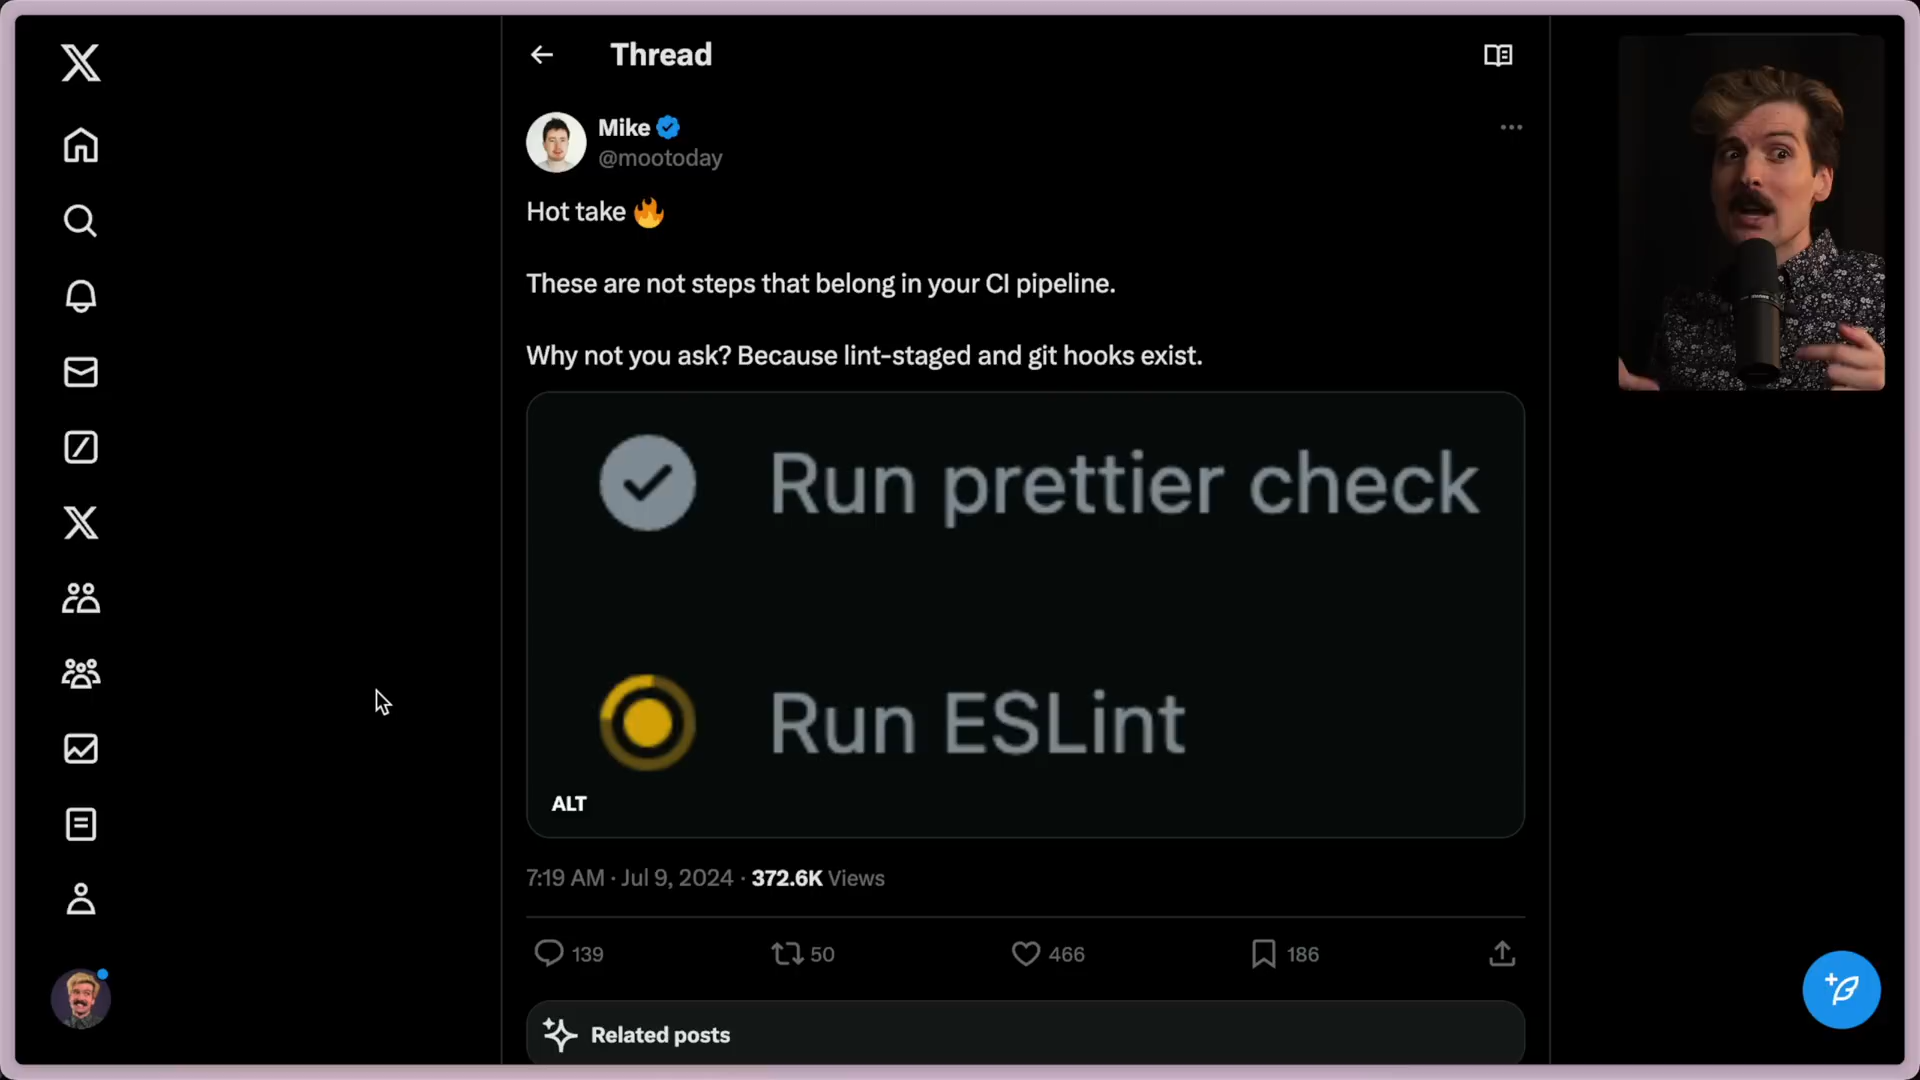 Thread
Mike
@mootoday
Hot take 🔥
These are not steps that belong in your CI pipeline.
Why not you ask? Because lint-staged and git hooks exist.
Run prettier check
Run ESLint
ALT
7:19 AM · Jul 9, 2024 · 372.6K Views
139 50 466 186
Related posts